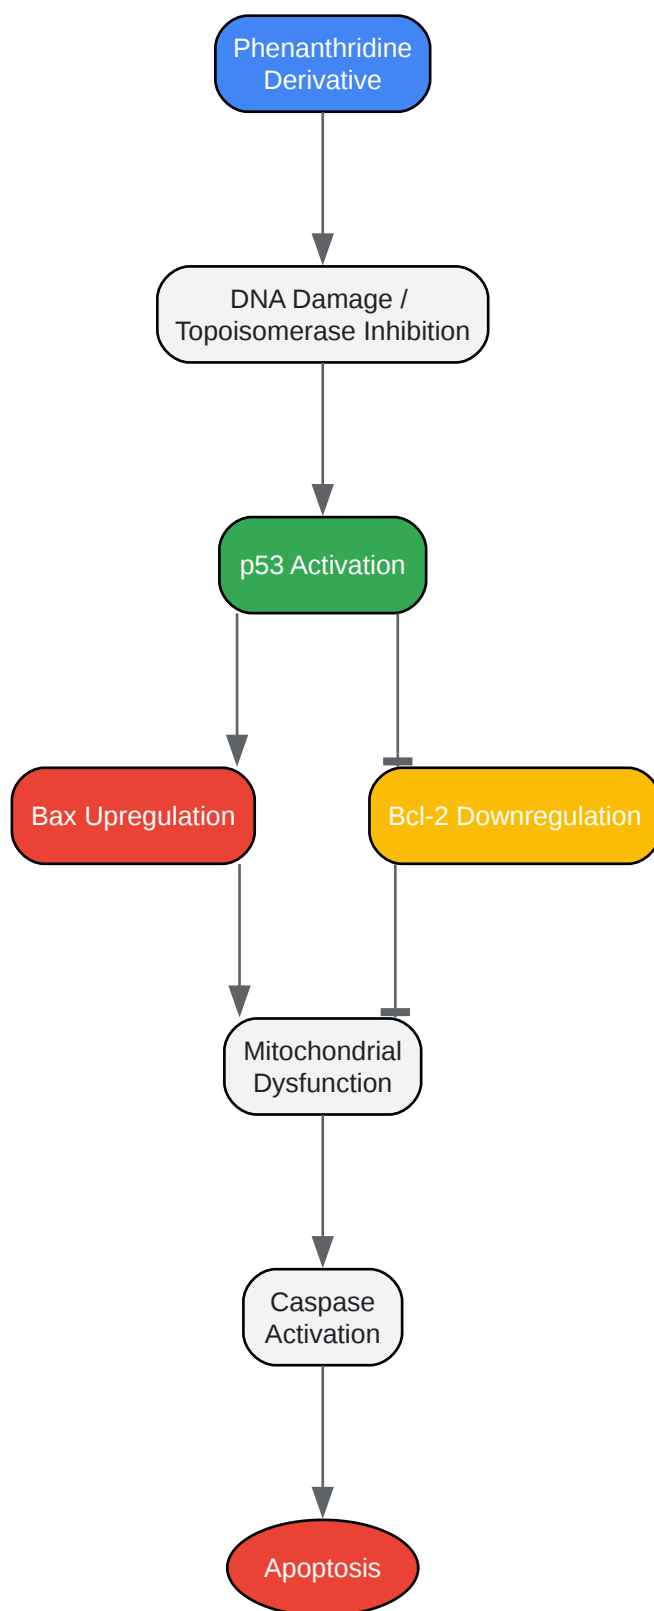 Phenanthridine
Derivative
DNA Damage /
Topoisomerase Inhibition
p53 Activation
Bax Upregulation
Bcl-2 Downregulation
Mitochondrial
Dysfunction
Caspase
Activation
Apoptosis